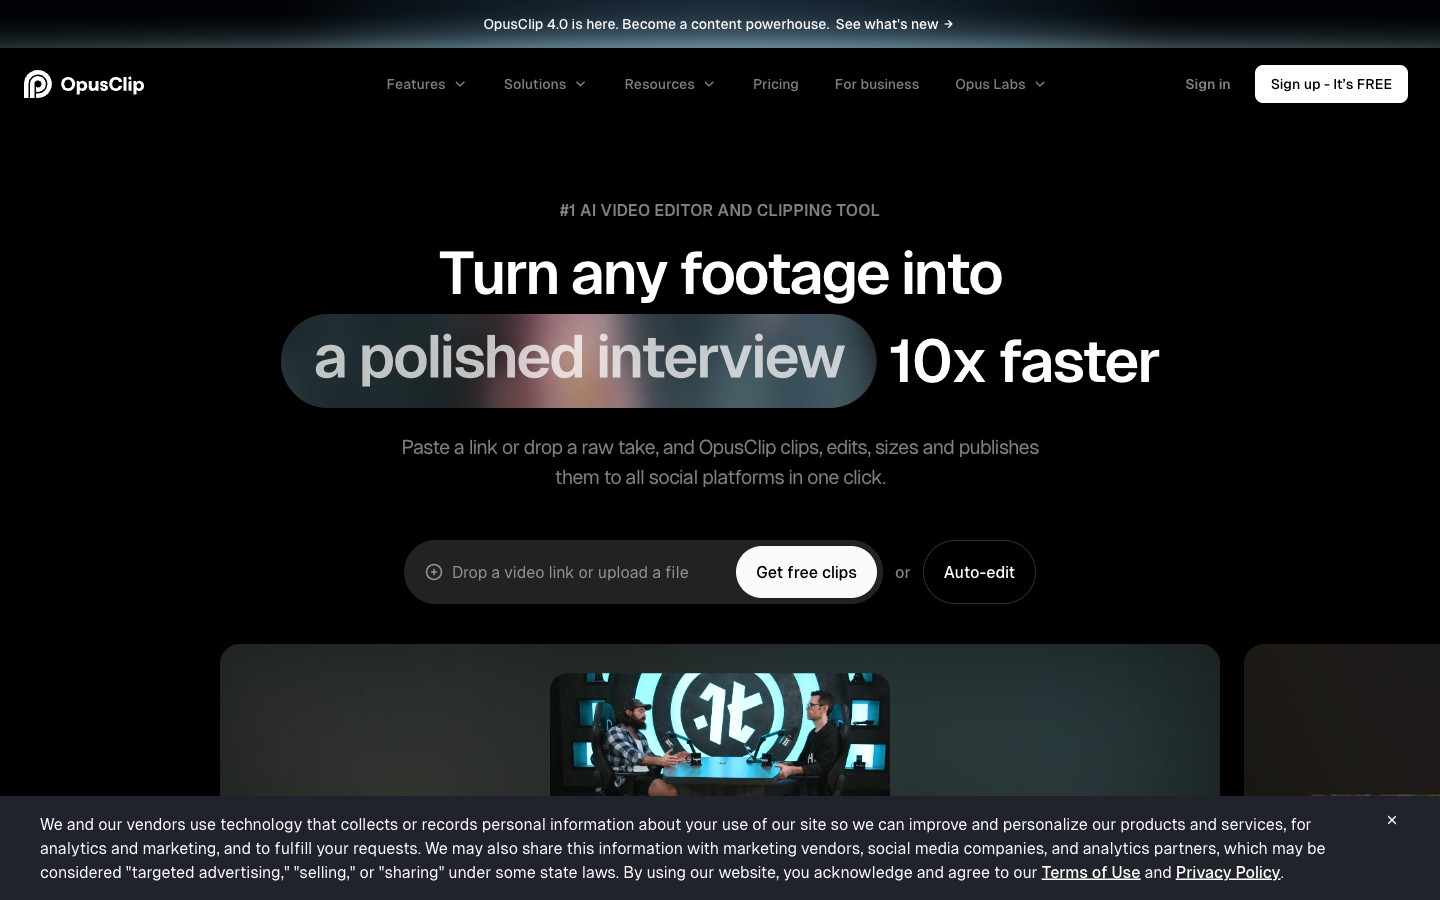 OpusClip 4.0 is here. Become a content powerhouse. See what's new →
OpusClip
Features
Solutions
Resources
Pricing
For business
Opus Labs
Sign in
Sign up - It's FREE
#1 AI VIDEO EDITOR AND CLIPPING TOOL
Turn any footage into
a polished interview 10x faster
Paste a link or drop a raw take, and OpusClip clips, edits, sizes and publishes
them to all social platforms in one click.
Drop a video link or upload a file
Get free clips
or
Auto-edit
We and our vendors use technology that collects or records personal information about your use of our site so we can improve and personalize our products and services, for
analytics and marketing, and to fulfill your requests. We may also share this information with marketing vendors, social media companies, and analytics partners, which may be
considered "targeted advertising," "selling," or "sharing" under some state laws. By using our website, you acknowledge and agree to our Terms of Use and Privacy Policy.